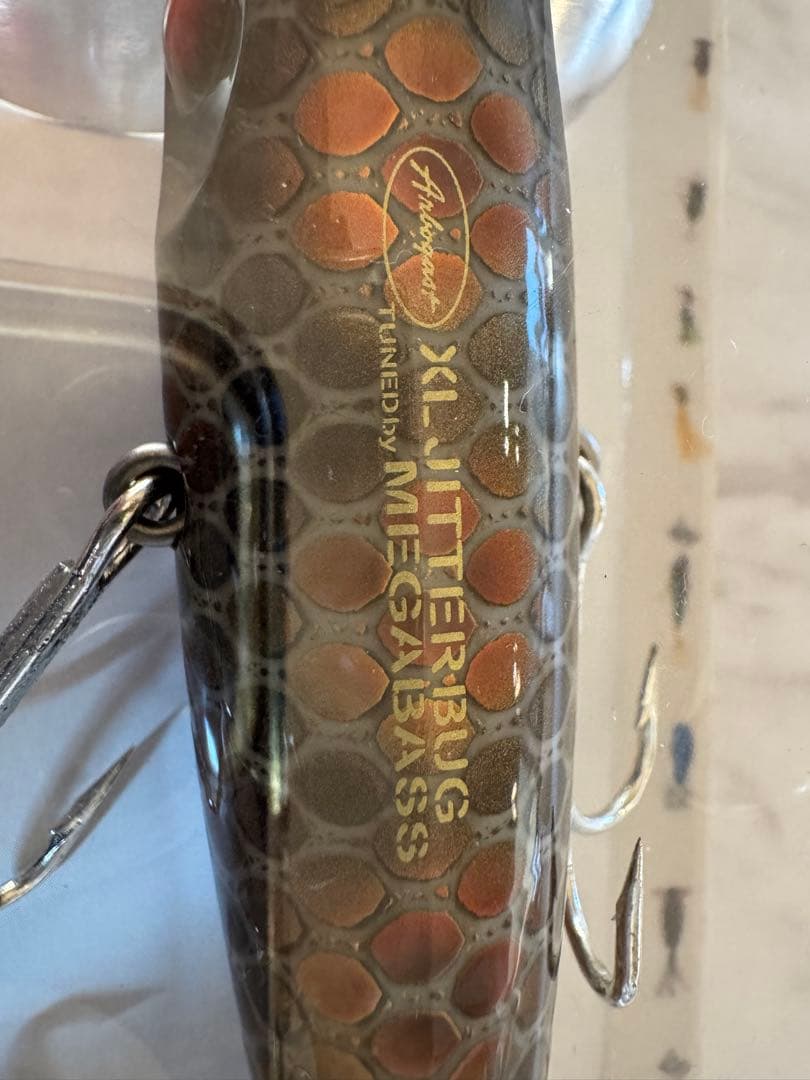 Arbogast
XL JITTERBUG
TUNED by MEGABASS